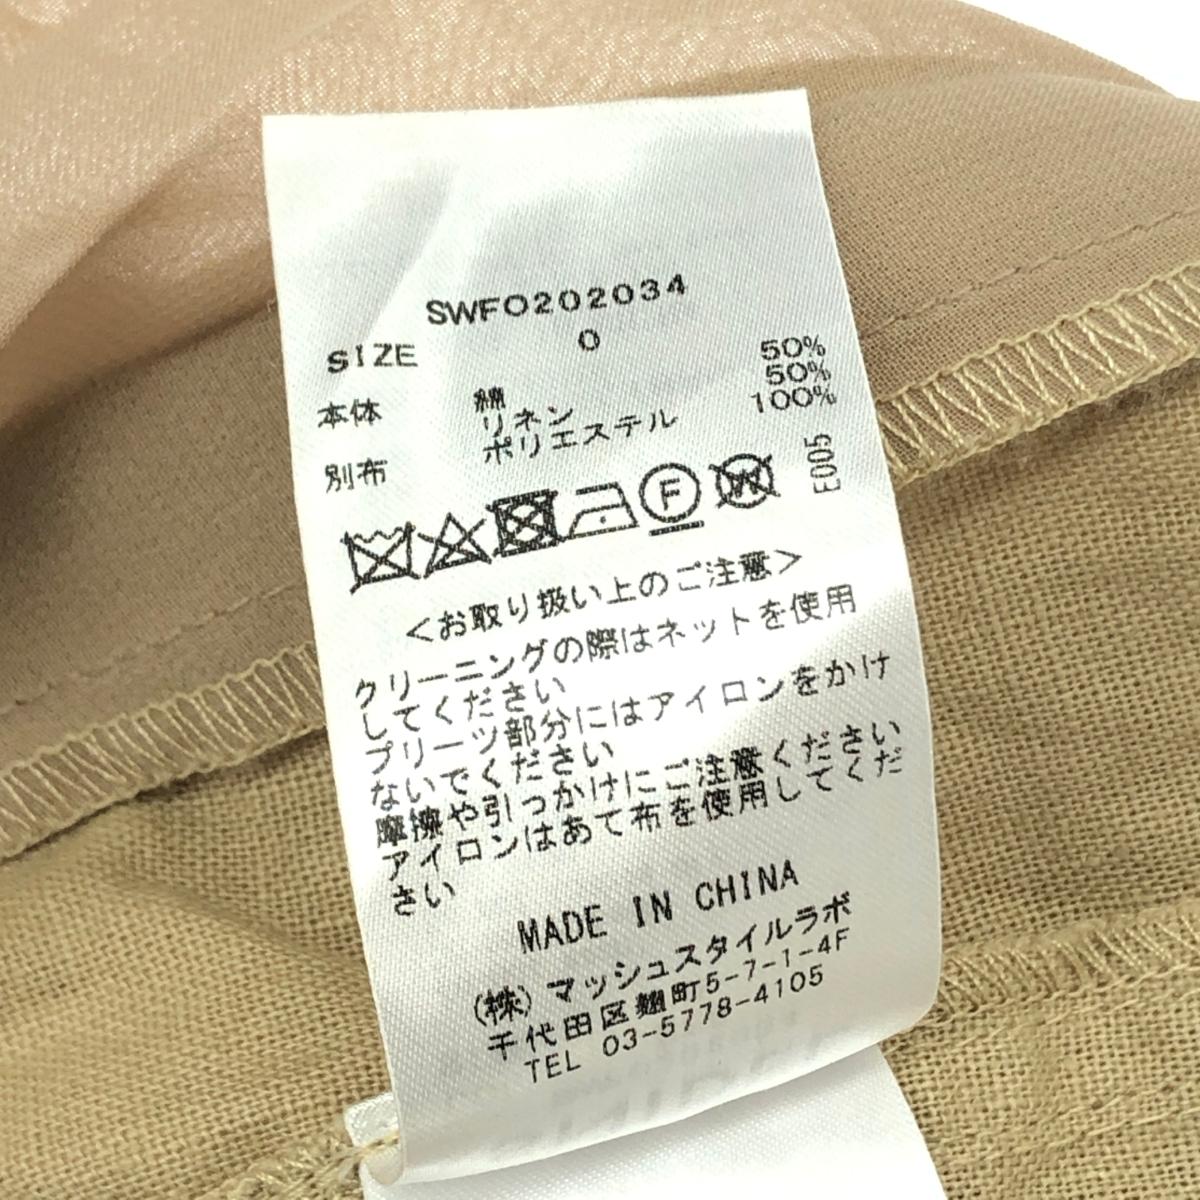 SWFO202034
SIZE 0
本体 綿 50%
リネン 50%
別布 ポリエステル 100%
E005
F
W
<お取り扱い上のご注意>
クリーニングの際はネットを使用
してください
プリーツ部分にはアイロンをかけ
ないでください
摩擦や引っかけにご注意ください
アイロンはあて布を使用してくだ
さい
MADE IN CHINA
(株)マッシュスタイルラボ
千代田区麹町5-7-1-4F
TEL 03-5778-4105